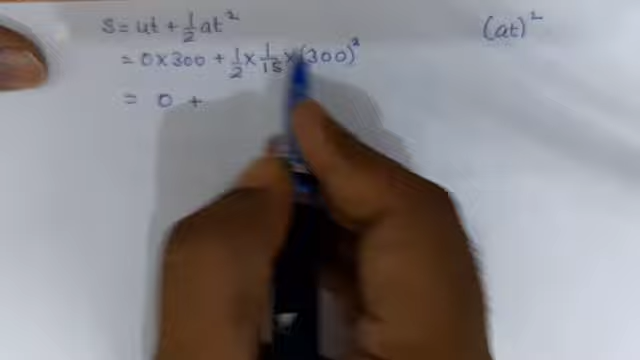 S = ut + 1/2 at²
(at)²
= 0 × 300 + 1/2 × 1/15 × (300)²
= 0 +